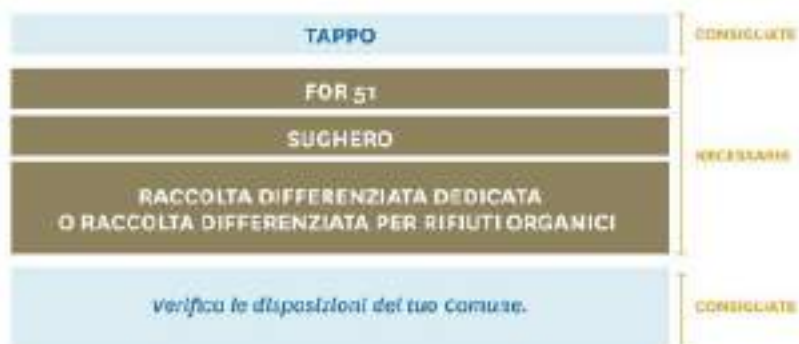 TAPPO
CONSIGLIATE
FOR 51
SUGHERO
NECESSARIE
RACCOLTA DIFFERENZIATA DEDICATA
O RACCOLTA DIFFERENZIATA PER RIFIUTI ORGANICI
Verifica le disposizioni del tuo Comune.
CONSIGLIATE